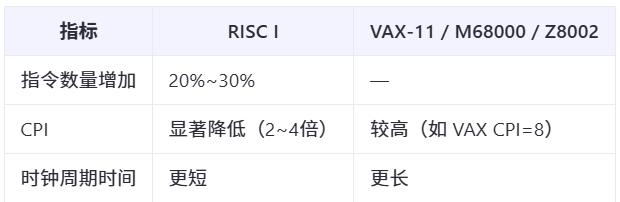 指标 RISC I VAX-11 / M68000 / Z8002
指令数量增加 20%~30% —
CPI 显著降低（2~4倍） 较高（如 VAX CPI=8）
时钟周期时间 更短 更长